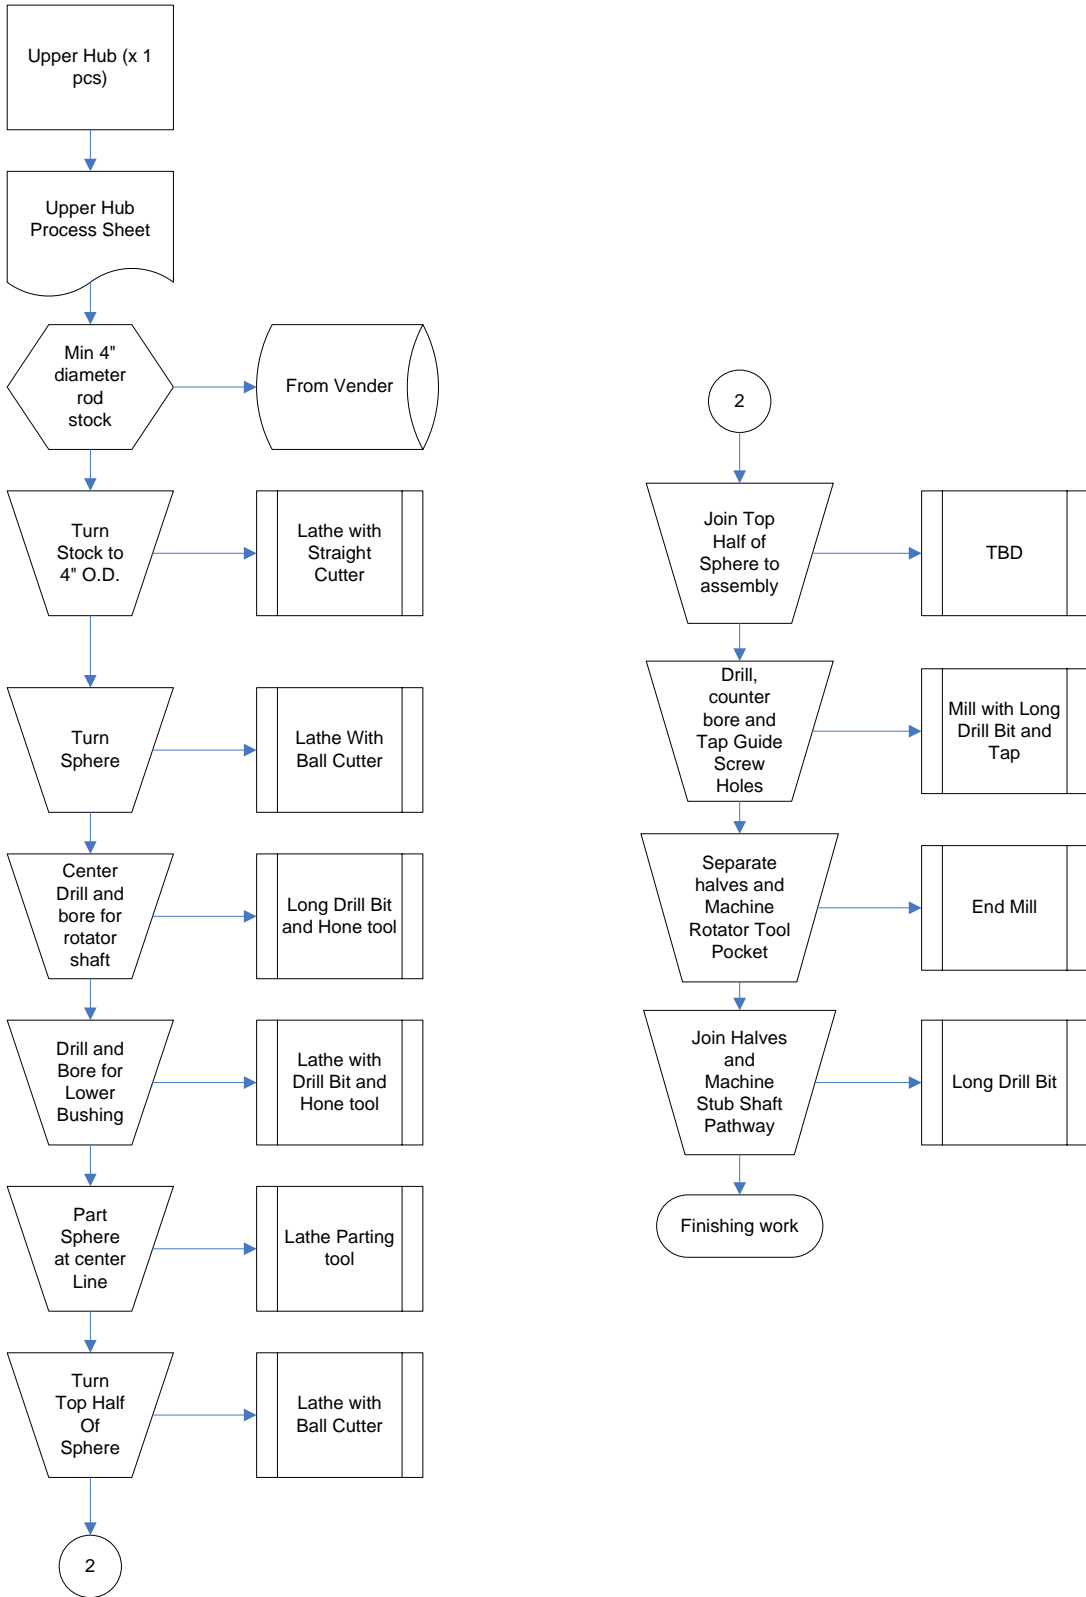 Upper Hub (x 1
pcs)
Upper Hub
Process Sheet
Min 4"
diameter
rod
stock
From Vender
Turn
Stock to
4" O.D.
Lathe with
Straight
Cutter
Turn
Sphere
Lathe With
Ball Cutter
Center
Drill and
bore for
rotator
shaft
Long Drill Bit
and Hone tool
Drill and
Bore for
Lower
Bushing
Lathe with
Drill Bit and
Hone tool
Part
Sphere
at center
Line
Lathe Parting
tool
Turn
Top Half
Of
Sphere
Lathe with
Ball Cutter
2
2
Join Top
Half of
Sphere to
assembly
TBD
Drill,
counter
bore and
Tap Guide
Screw
Holes
Mill with Long
Drill Bit and
Tap
Separate
halves and
Machine
Rotator Tool
Pocket
End Mill
Join Halves
and
Machine
Stub Shaft
Pathway
Long Drill Bit
Finishing work